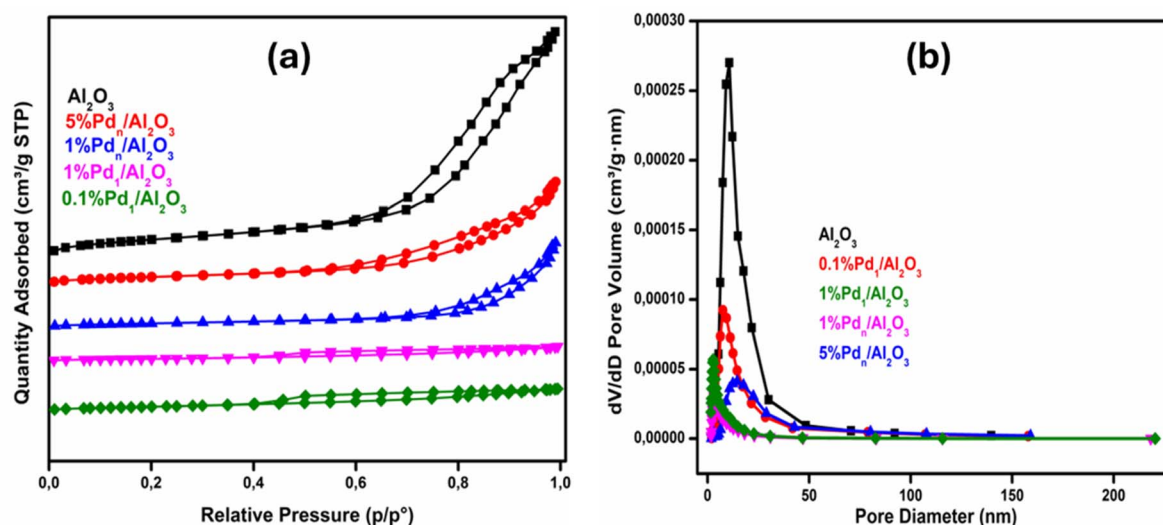 (a)
Quantity Adsorbed (cm³/g STP)
Al₂O₃
5%Pdₙ/Al₂O₃
1%Pdₙ/Al₂O₃
1%Pd₁/Al₂O₃
0.1%Pd₁/Al₂O₃
0,0 0,2 0,4 0,6 0,8 1,0
Relative Pressure (p/p°)
(b)
dV/dD Pore Volume (cm³/g·nm)
0,00030
0,00025
0,00020
0,00015
0,00010
0,00005
0,00000
Al₂O₃
0.1%Pd₁/Al₂O₃
1%Pd₁/Al₂O₃
1%Pdₙ/Al₂O₃
5%Pdₙ/Al₂O₃
0 50 100 150 200
Pore Diameter (nm)